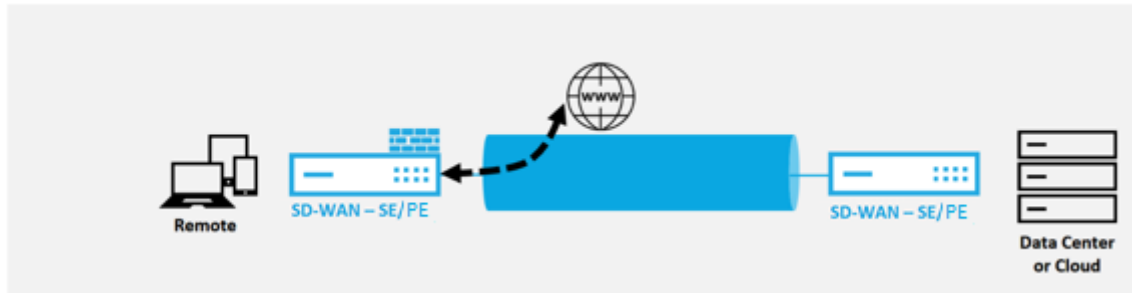 WWW
Remote
SD-WAN – SE/PE
SD-WAN – SE/PE
Data Center
or Cloud